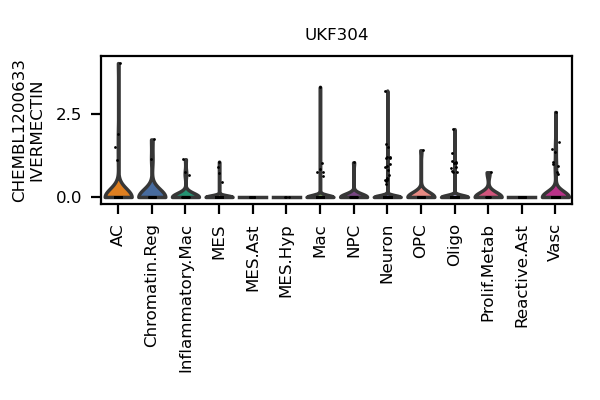 UKF304
CHEMBL1200633
IVERMECTIN
2.5
0.0
AC
Chromatin.Reg
Inflammatory.Mac
MES
MES.Ast
MES.Hyp
Mac
NPC
Neuron
OPC
Oligo
Prolif.Metab
Reactive.Ast
Vasc